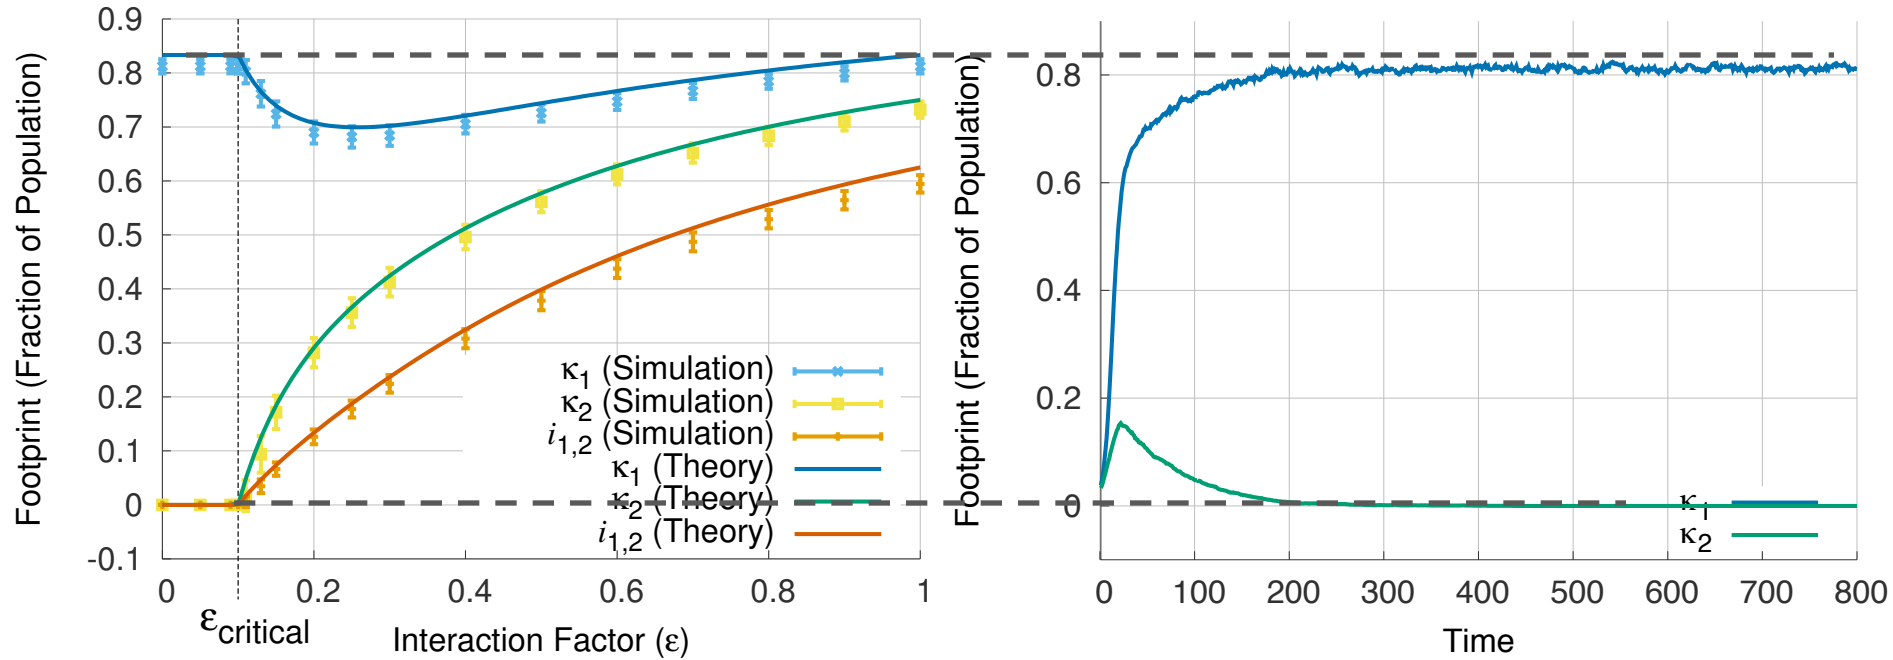 Footprint (Fraction of Population)
0.9
0.8
0.7
0.6
0.5
0.4
0.3
0.2
0.1
0
-0.1
0
0.2
0.4
0.6
0.8
1
εcritical
Interaction Factor (ε)
κ1 (Simulation)
κ2 (Simulation)
i1,2 (Simulation)
κ1 (Theory)
κ2 (Theory)
i1,2 (Theory)
Footprint (Fraction of Population)
0.8
0.6
0.4
0.2
0
0
100
200
300
400
500
600
700
800
Time
κ1
κ2